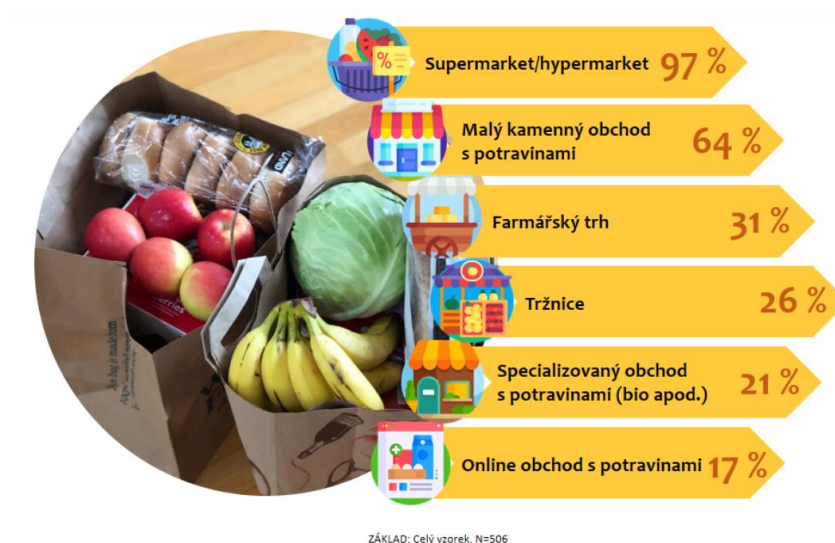 %
Supermarket/hypermarket 97 %
Malý kamenný obchod
s potravinami 64 %
Farmářský trh 31 %
Tržnice 26 %
Specializovaný obchod
s potravinami (bio apod.) 21 %
Online obchod s potravinami 17 %
ZÁKLAD: Celý vzorek, N=506